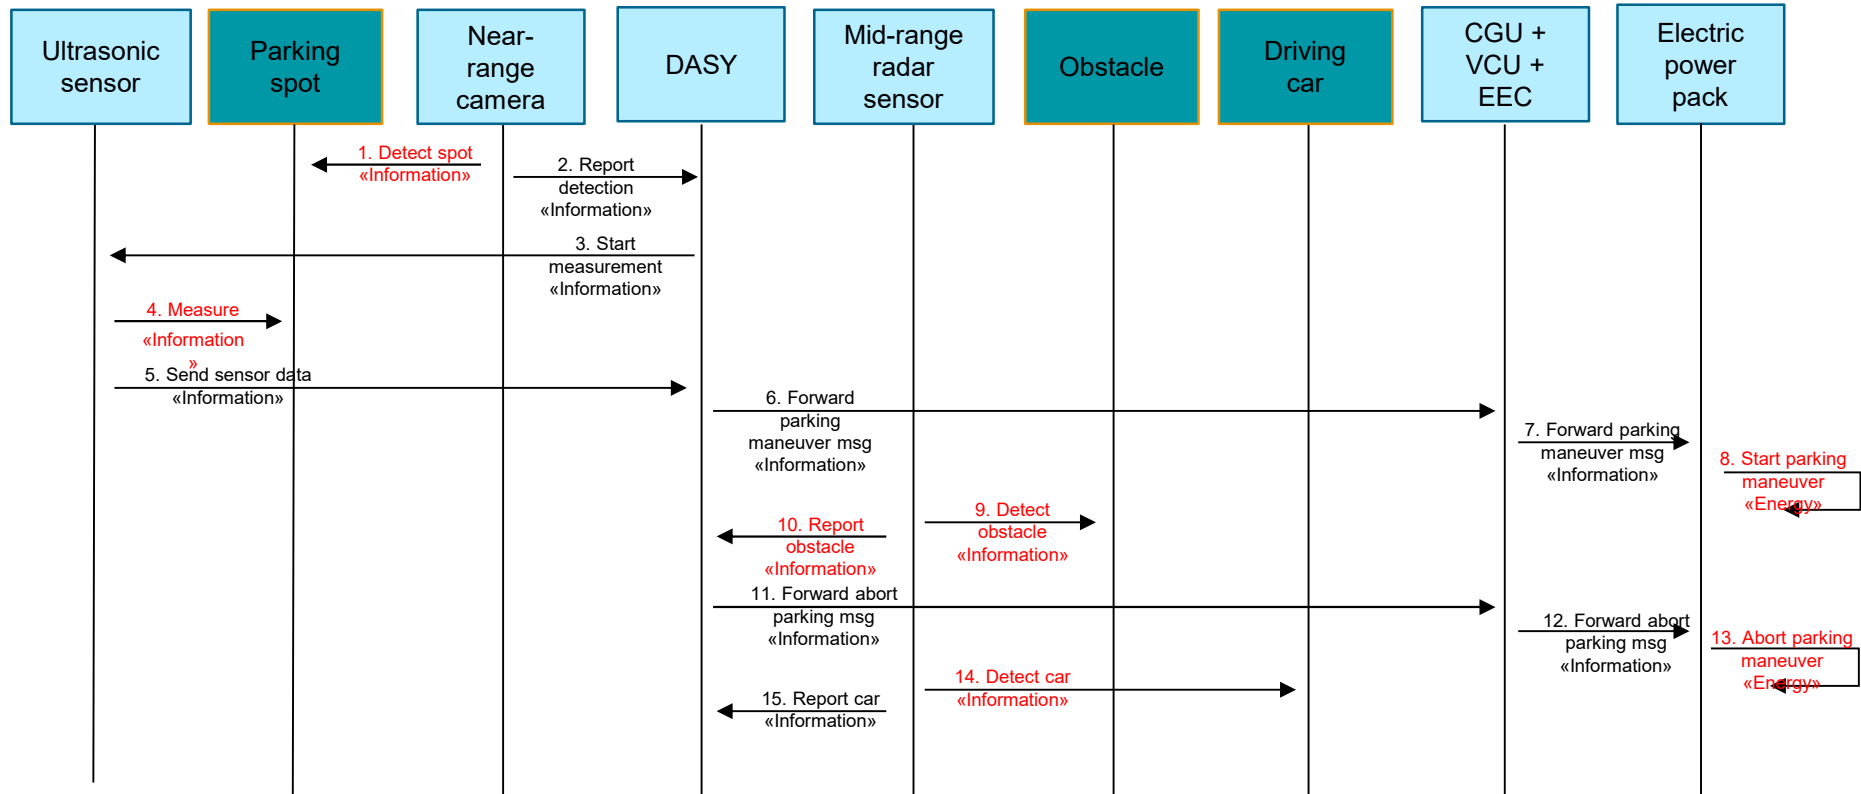 Ultrasonic
sensor
Parking
spot
Near-
range
camera
DASY
Mid-range
radar
sensor
Obstacle
Driving
car
CGU +
VCU +
EEC
Electric
power
pack
1. Detect spot
«Information»
2. Report
detection
«Information»
3. Start
measurement
«Information»
4. Measure
«Information
»
5. Send sensor data
«Information»
6. Forward
parking
maneuver msg
«Information»
7. Forward parking
maneuver msg
«Information»
8. Start parking
maneuver
«Energy»
9. Detect
obstacle
«Information»
10. Report
obstacle
«Information»
11. Forward abort
parking msg
«Information»
12. Forward abort
parking msg
«Information»
13. Abort parking
maneuver
«Energy»
14. Detect car
«Information»
15. Report car
«Information»